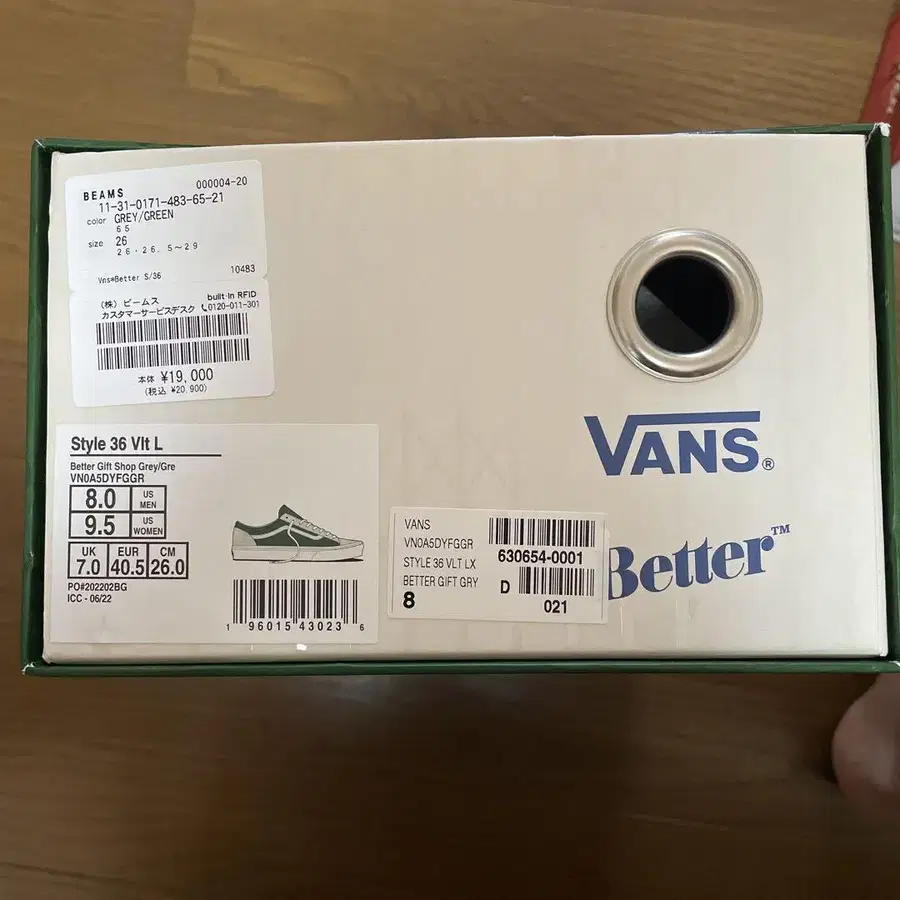 BEAMS
000004-20
11-31-0171-483-65-21
color GREY/GREEN
65
size 26
26・26.5～29
Vns*Better S/36 10483
(株) ビームス built-in RFID
カスタマーサービスデスク 0120-011-301
本体 ¥19,000
(税込 ¥20,900)
VANS®
Better™
Style 36 Vlt L
Better Gift Shop Grey/Gre
VN0A5DYFGGR
8.0 US MEN
9.5 US WOMEN
UK EUR CM
7.0 40.5 26.0
PO#202202BG
ICC - 06/22
1 96015 43023 6
VANS
VN0A5DYFGGR
STYLE 36 VLT LX
BETTER GIFT GRY
8
630654-0001
D
021